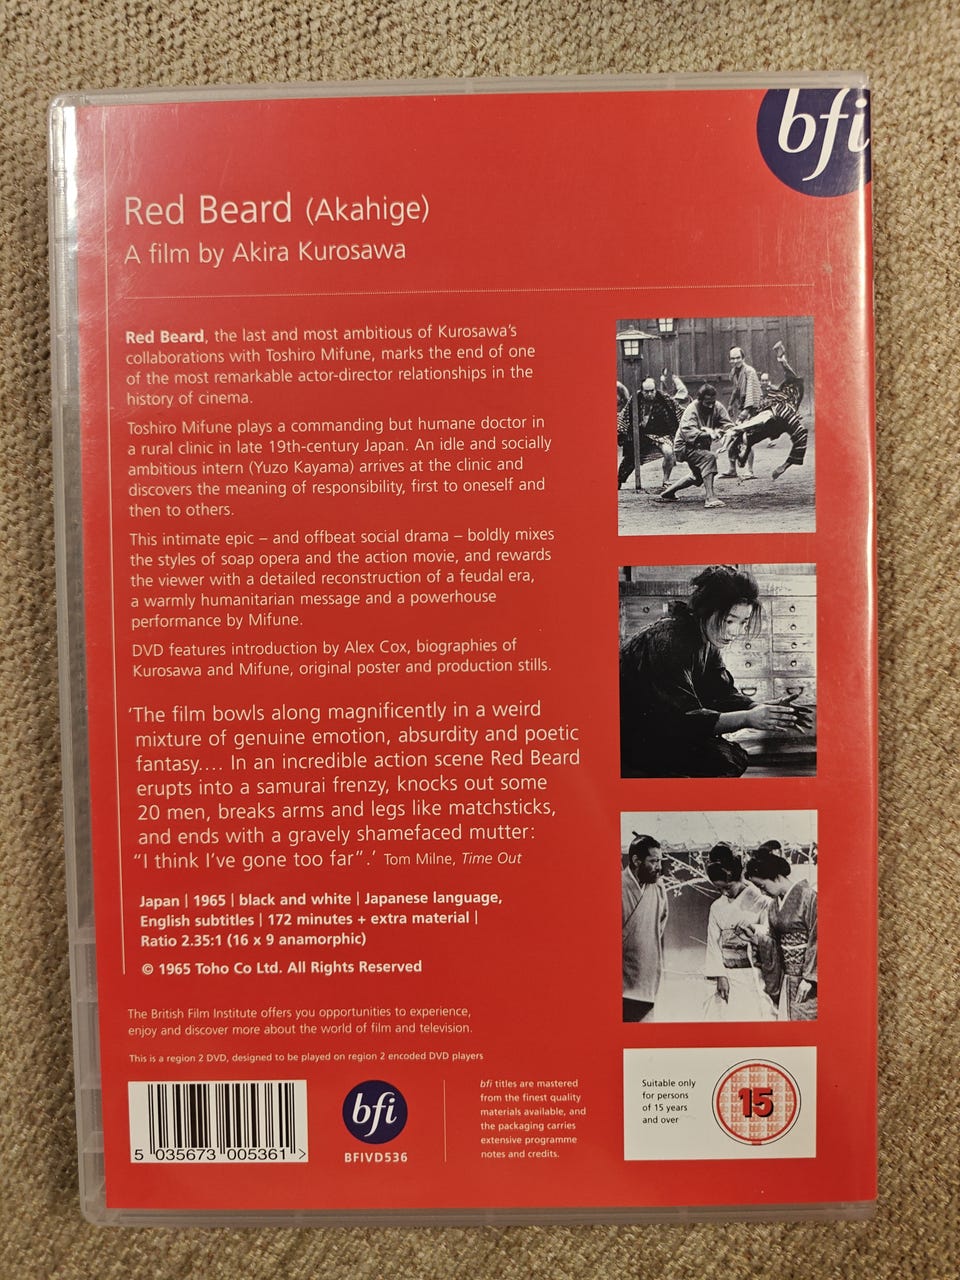 bfi
Red Beard (Akahige)
A film by Akira Kurosawa
Red Beard, the last and most ambitious of Kurosawa's
collaborations with Toshiro Mifune, marks the end of one
of the most remarkable actor-director relationships in the
history of cinema.
Toshiro Mifune plays a commanding but humane doctor in
a rural clinic in late 19th-century Japan. An idle and socially
ambitious intern (Yuzo Kayama) arrives at the clinic and
discovers the meaning of responsibility, first to oneself and
then to others.
This intimate epic – and offbeat social drama – boldly mixes
the styles of soap opera and the action movie, and rewards
the viewer with a detailed reconstruction of a feudal era,
a warmly humanitarian message and a powerhouse
performance by Mifune.
DVD features introduction by Alex Cox, biographies of
Kurosawa and Mifune, original poster and production stills.
'The film bowls along magnificently in a weird
mixture of genuine emotion, absurdity and poetic
fantasy.... In an incredible action scene Red Beard
erupts into a samurai frenzy, knocks out some
20 men, breaks arms and legs like matchsticks,
and ends with a gravely shamefaced mutter:
"I think I've gone too far".' Tom Milne, Time Out
Japan | 1965 | black and white | Japanese language,
English subtitles | 172 minutes + extra material |
Ratio 2.35:1 (16 x 9 anamorphic)
© 1965 Toho Co Ltd. All Rights Reserved
The British Film Institute offers you opportunities to experience,
enjoy and discover more about the world of film and television.
This is a region 2 DVD, designed to be played on region 2 encoded DVD players
5 035673 005361 >
bfi
BFIVD536
bfi titles are mastered
from the finest quality
materials available, and
the packaging carries
extensive programme
notes and credits.
Suitable only
for persons
of 15 years
and over
15